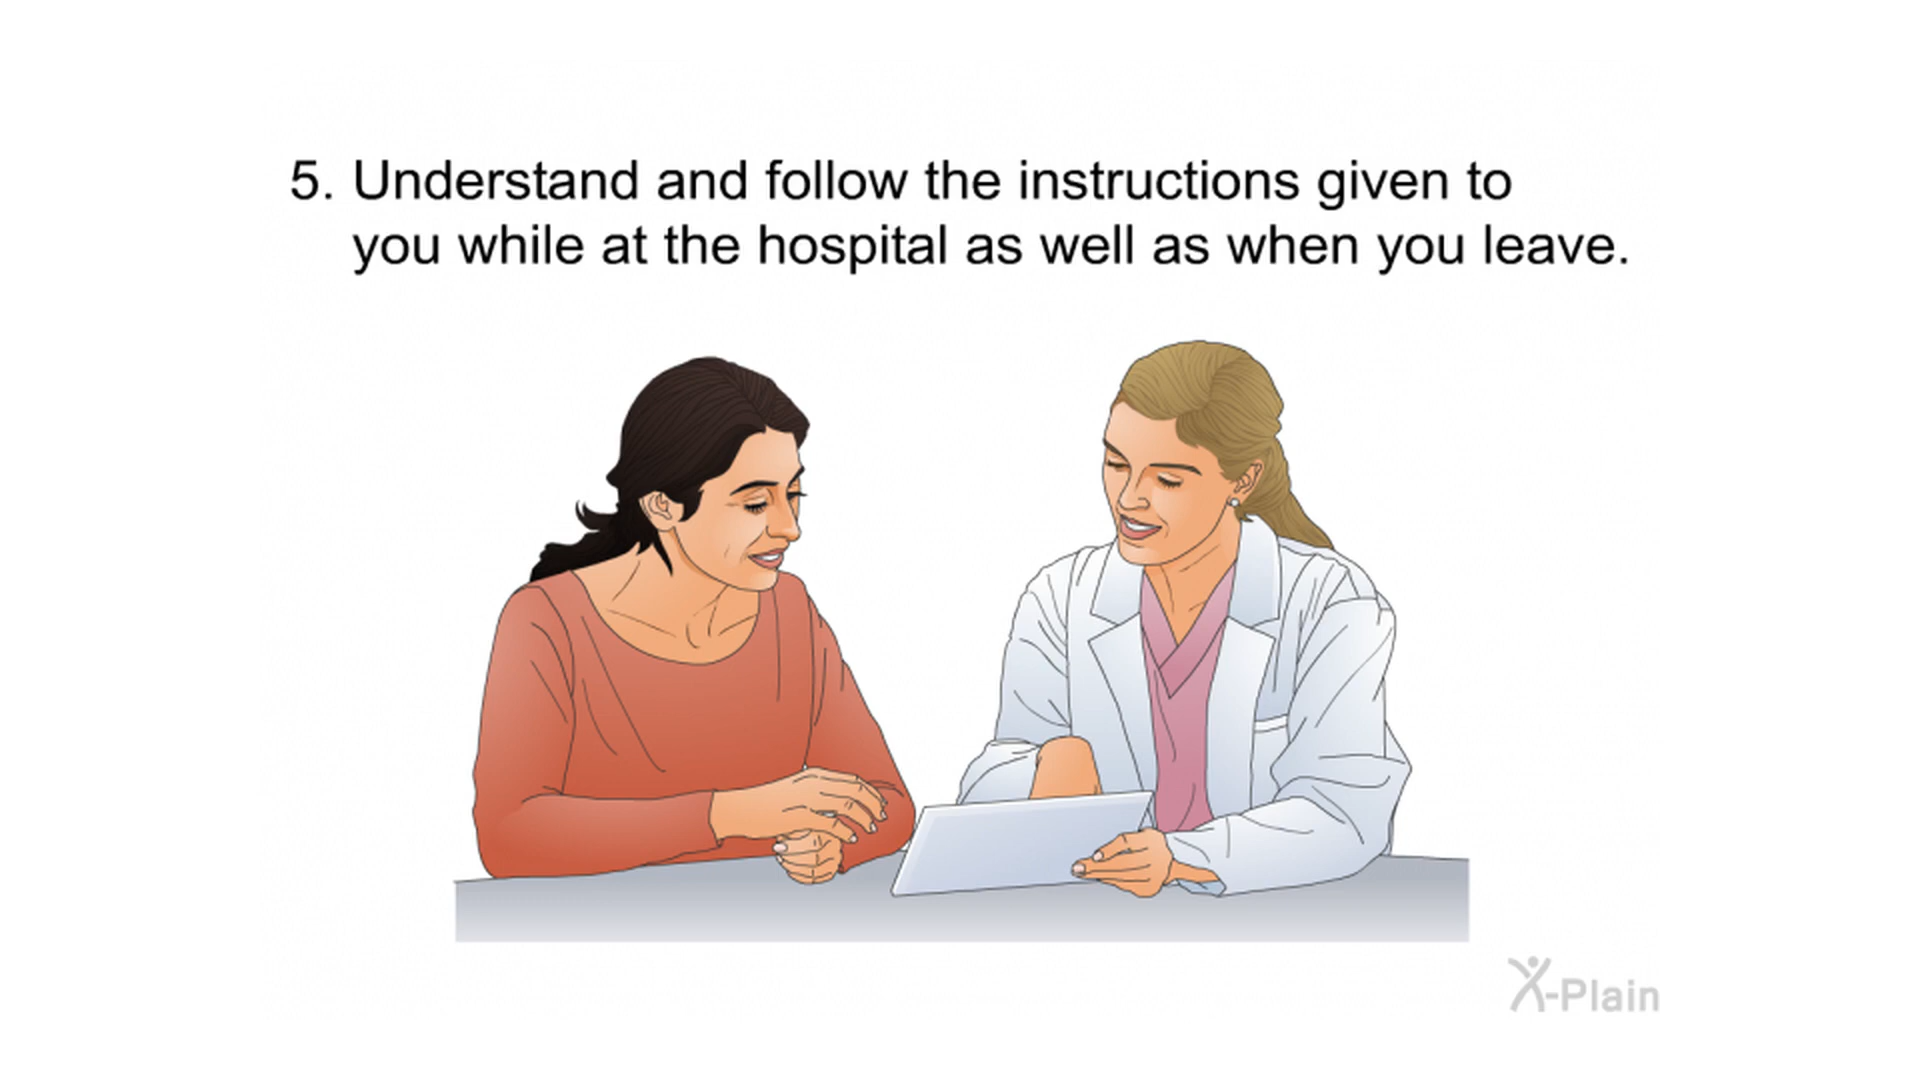 5. Understand and follow the instructions given to
you while at the hospital as well as when you leave.
X-Plain